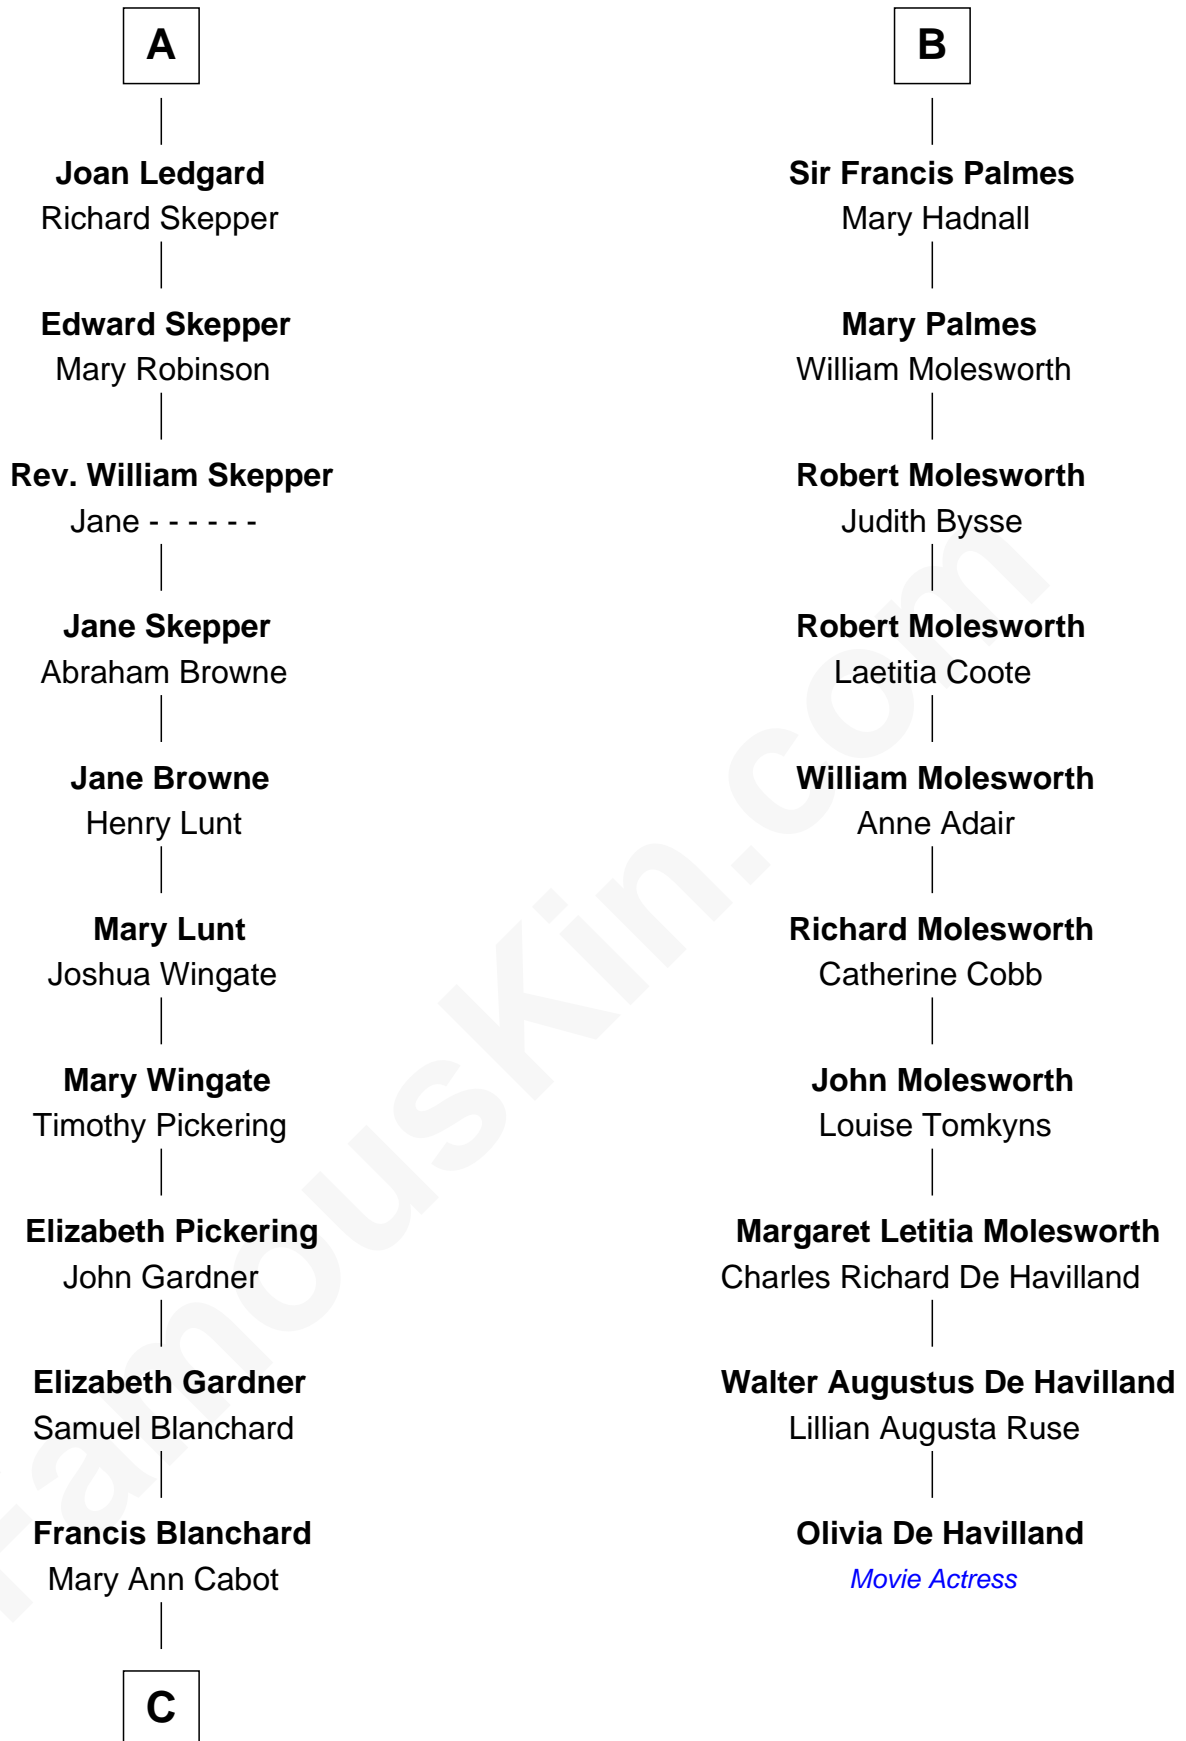 A
Joan Ledgard
Richard Skepper
Edward Skepper
Mary Robinson
Rev. William Skepper
Jane - - - - - -
Jane Skepper
Abraham Browne
Jane Browne
Henry Lunt
Mary Lunt
Joshua Wingate
Mary Wingate
Timothy Pickering
Elizabeth Pickering
John Gardner
Elizabeth Gardner
Samuel Blanchard
Francis Blanchard
Mary Ann Cabot
C
B
Sir Francis Palmes
Mary Hadnall
Mary Palmes
William Molesworth
Robert Molesworth
Judith Bysse
Robert Molesworth
Laetitia Coote
William Molesworth
Anne Adair
Richard Molesworth
Catherine Cobb
John Molesworth
Louise Tomkyns
Margaret Letitia Molesworth
Charles Richard De Havilland
Walter Augustus De Havilland
Lillian Augusta Ruse
Olivia De Havilland
Movie Actress
FamousKin.com